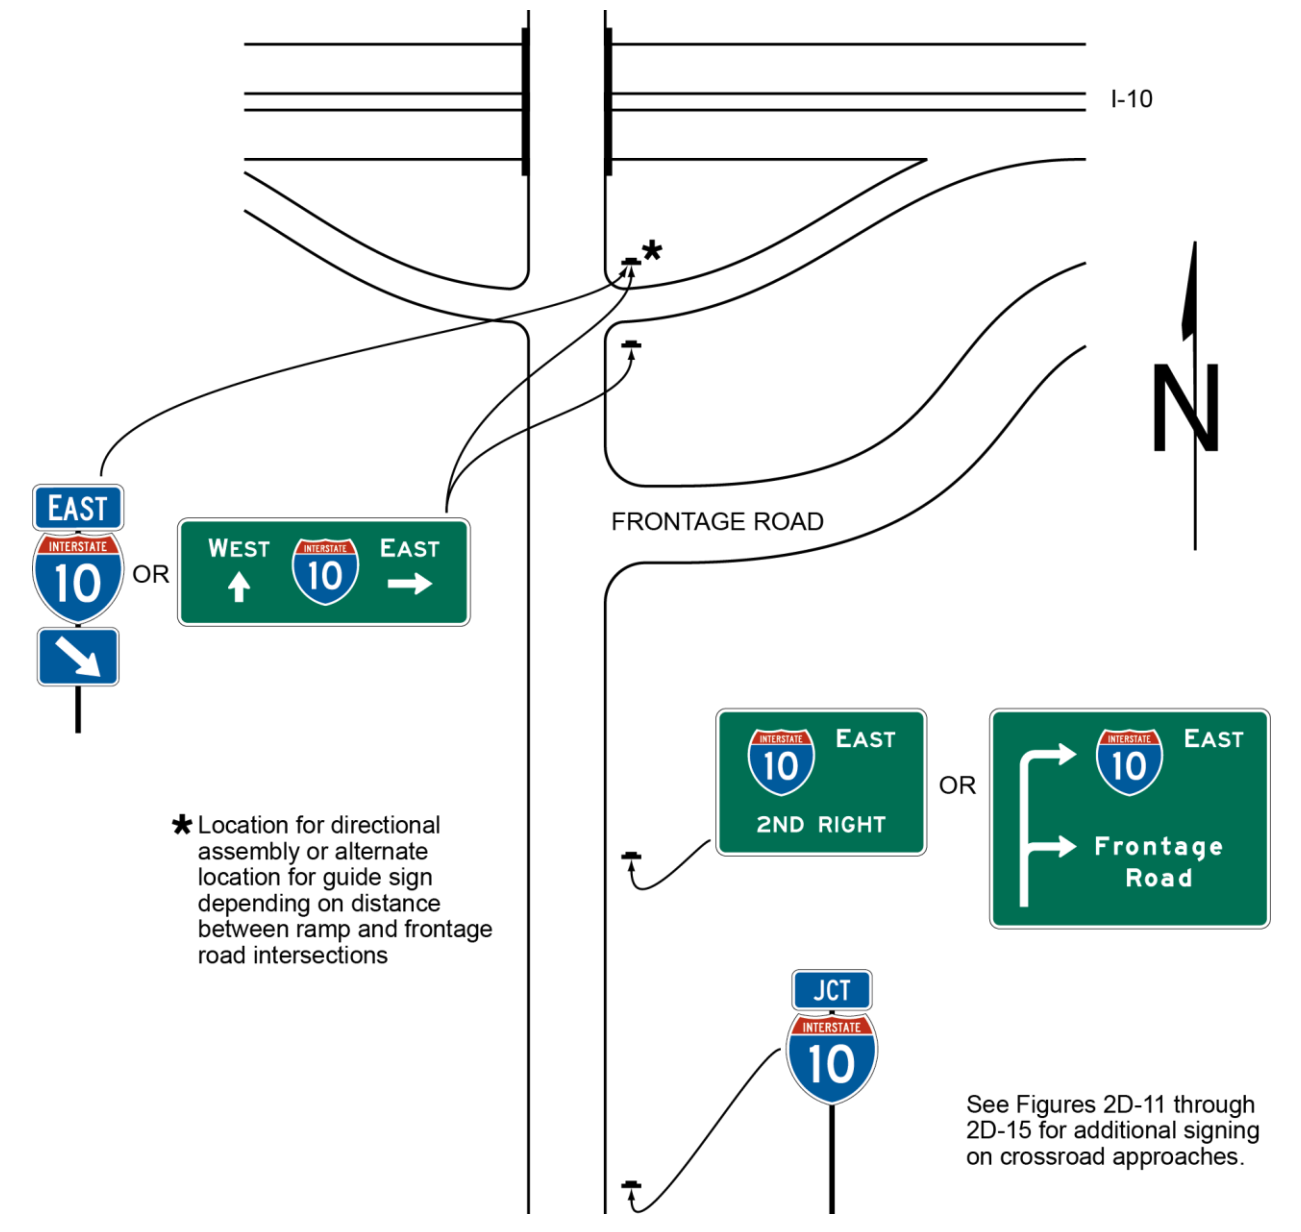 I-10
*
N
EAST
INTERSTATE
10
OR
WEST INTERSTATE 10 EAST
FRONTAGE ROAD
INTERSTATE 10 EAST
2ND RIGHT
OR
INTERSTATE 10 EAST
Frontage
Road
* Location for directional
assembly or alternate
location for guide sign
depending on distance
between ramp and frontage
road intersections
JCT
INTERSTATE
10
See Figures 2D-11 through
2D-15 for additional signing
on crossroad approaches.